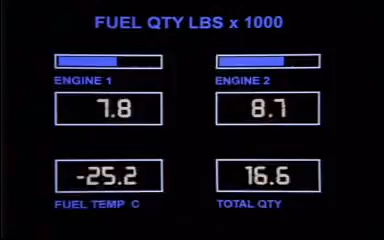 FUEL QTY LBS x 1000
ENGINE 1 ENGINE 2
7.8 8.7
-25.2 16.6
FUEL TEMP C TOTAL QTY